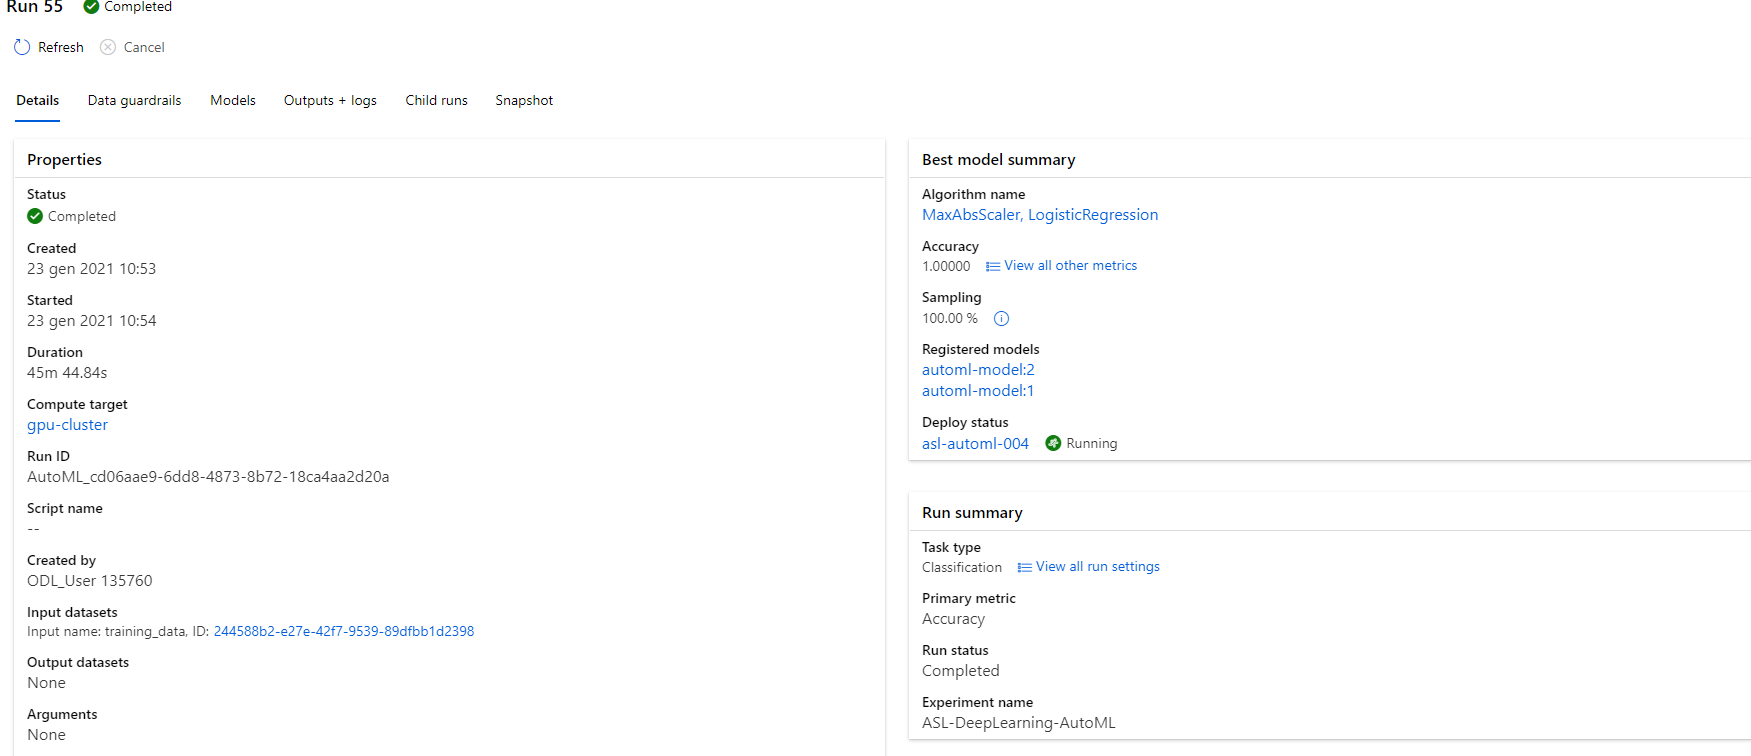 Run 55 Completed
Refresh Cancel
Details Data guardrails Models Outputs + logs Child runs Snapshot
Properties
Status
Completed
Created
23 gen 2021 10:53
Started
23 gen 2021 10:54
Duration
45m 44.84s
Compute target
gpu-cluster
Run ID
AutoML_cd06aae9-6dd8-4873-8b72-18ca4aa2d20a
Script name
--
Created by
ODL_User 135760
Input datasets
Input name: training_data, ID: 244588b2-e27e-42f7-9539-89dfbb1d2398
Output datasets
None
Arguments
None
Best model summary
Algorithm name
MaxAbsScaler, LogisticRegression
Accuracy
1.00000 View all other metrics
Sampling
100.00 %
Registered models
automl-model:2
automl-model:1
Deploy status
asl-automl-004 Running
Run summary
Task type
Classification View all run settings
Primary metric
Accuracy
Run status
Completed
Experiment name
ASL-DeepLearning-AutoML